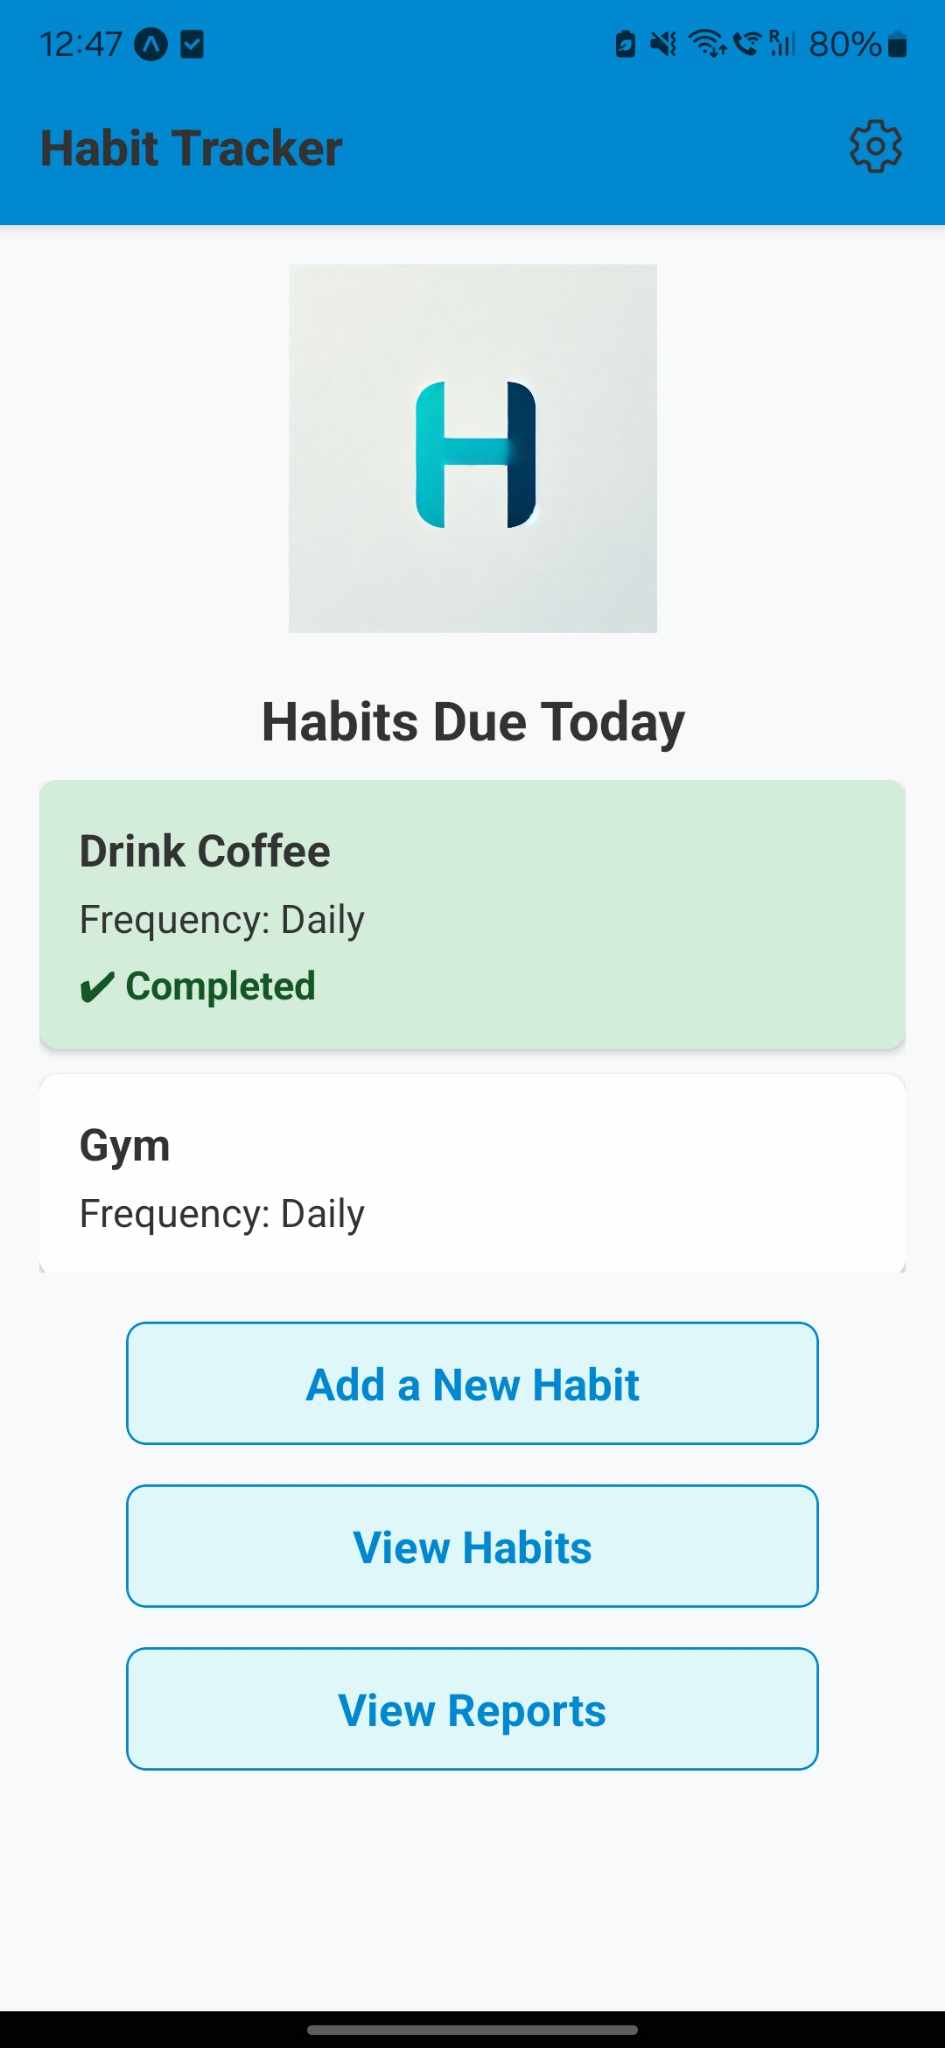 12:47 80%
Habit Tracker
H
Habits Due Today
Drink Coffee
Frequency: Daily
✔ Completed
Gym
Frequency: Daily
Add a New Habit
View Habits
View Reports